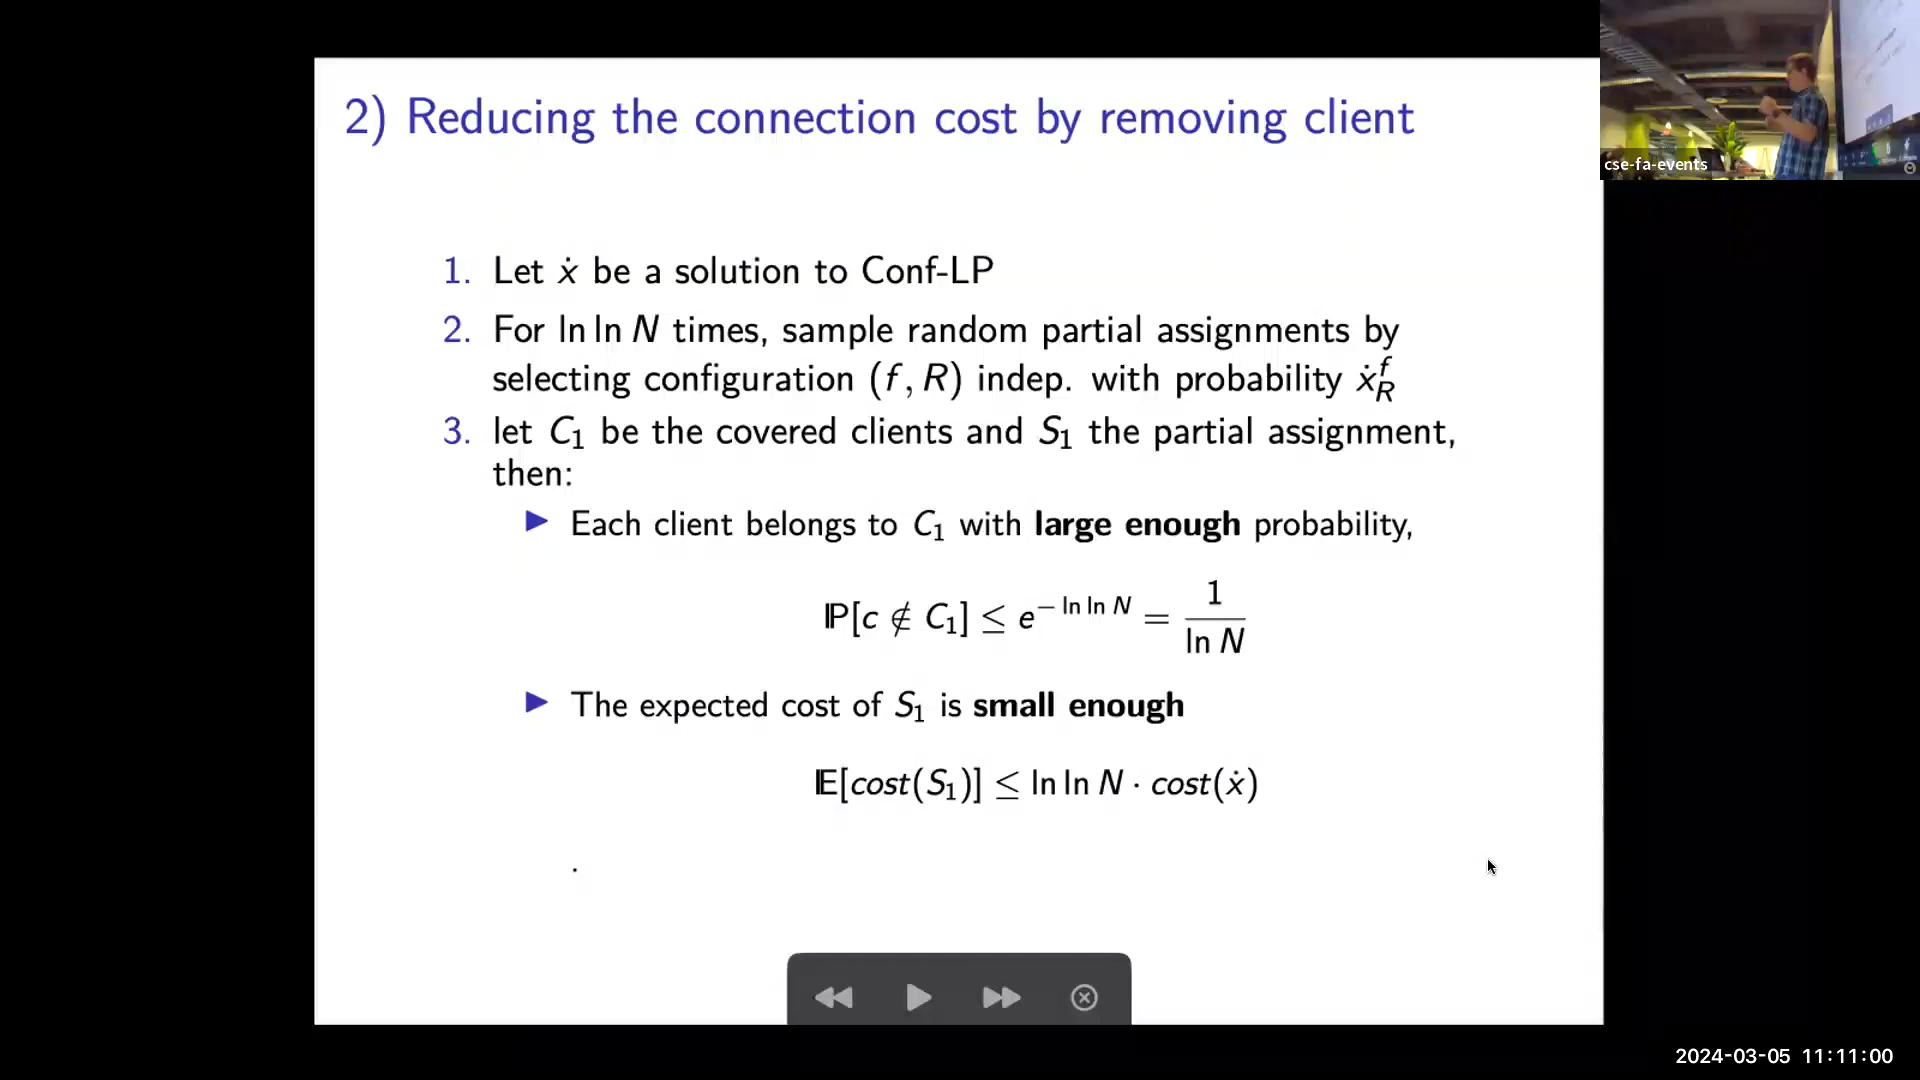 2) Reducing the connection cost by removing client
cse-fa-events
1. Let ẋ be a solution to Conf-LP
2. For ln ln N times, sample random partial assignments by
selecting configuration (f, R) indep. with probability ẋ_R^f
3. let C₁ be the covered clients and S₁ the partial assignment,
then:
▶ Each client belongs to C₁ with large enough probability,
ℙ[c ∉ C₁] ≤ e^{− ln ln N} = 1 / ln N
▶ The expected cost of S₁ is small enough
𝔼[cost(S₁)] ≤ ln ln N · cost(ẋ)
.
2024-03-05 11:11:00